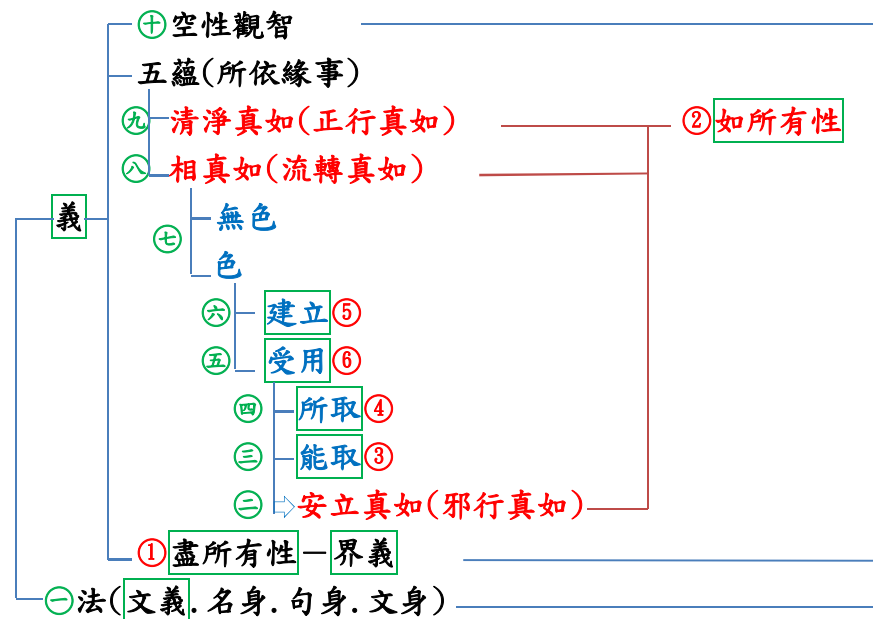 ㊉空性觀智
五蘊(所依緣事)
㊈清淨真如(正行真如)
②如所有性
㊇相真如(流轉真如)
義
㊆無色
色
㊅建立⑤
㊄受用⑥
㊃所取④
㊂能取③
㊁安立真如(邪行真如)
①盡所有性－界義
㊀法(文義.名身.句身.文身)